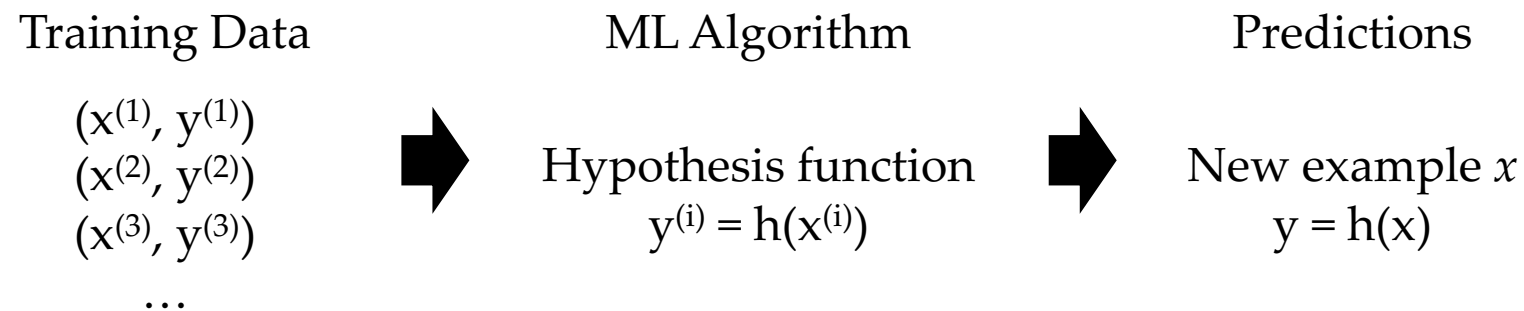 Training Data
(x⁽¹⁾, y⁽¹⁾)
(x⁽²⁾, y⁽²⁾)
(x⁽³⁾, y⁽³⁾)
…
ML Algorithm
Hypothesis function
y⁽ⁱ⁾ = h(x⁽ⁱ⁾)
Predictions
New example x
y = h(x)